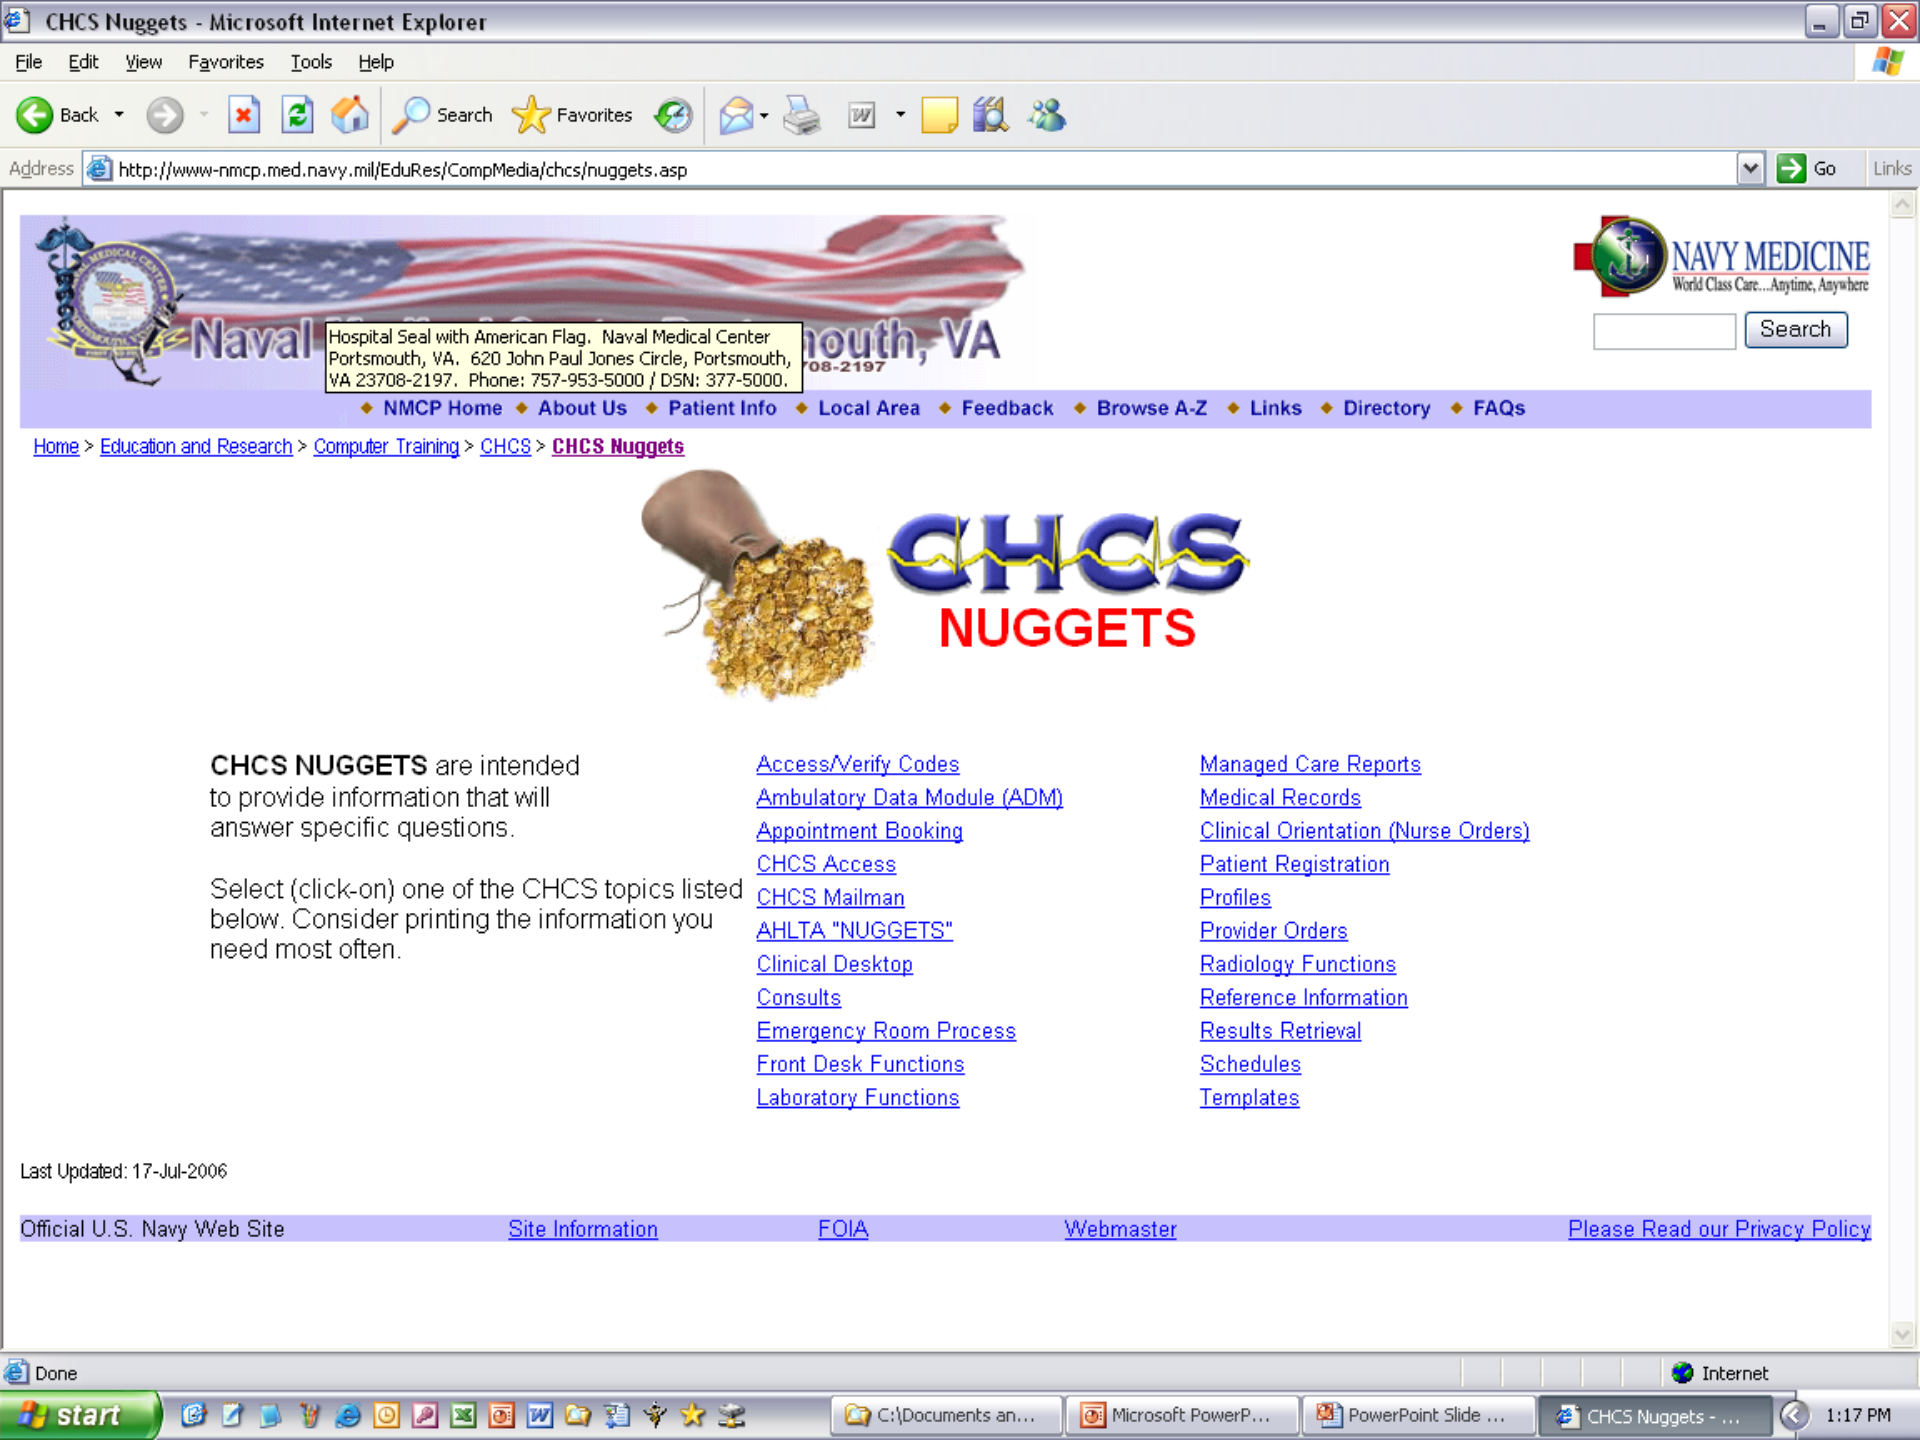 CHCS Nuggets - Microsoft Internet Explorer
File Edit View Favorites Tools Help
Back Search Favorites
Address http://www-nmcp.med.navy.mil/EduRes/CompMedia/chcs/nuggets.asp Go Links
NAVY MEDICINE
World Class Care...Anytime, Anywhere
Naval outh, VA
Hospital Seal with American Flag. Naval Medical Center
Portsmouth, VA. 620 John Paul Jones Circle, Portsmouth,
VA 23708-2197. Phone: 757-953-5000 / DSN: 377-5000.
708-2197
Search
NMCP Home About Us Patient Info Local Area Feedback Browse A-Z Links Directory FAQs
Home > Education and Research > Computer Training > CHCS > CHCS Nuggets
CHCS
NUGGETS
CHCS NUGGETS are intended
to provide information that will
answer specific questions.
Select (click-on) one of the CHCS topics listed
below. Consider printing the information you
need most often.
Access/Verify Codes
Ambulatory Data Module (ADM)
Appointment Booking
CHCS Access
CHCS Mailman
AHLTA "NUGGETS"
Clinical Desktop
Consults
Emergency Room Process
Front Desk Functions
Laboratory Functions
Managed Care Reports
Medical Records
Clinical Orientation (Nurse Orders)
Patient Registration
Profiles
Provider Orders
Radiology Functions
Reference Information
Results Retrieval
Schedules
Templates
Last Updated: 17-Jul-2006
Official U.S. Navy Web Site Site Information FOIA Webmaster Please Read our Privacy Policy
Done Internet
start C:\Documents an... Microsoft PowerP... PowerPoint Slide ... CHCS Nuggets - ... 1:17 PM